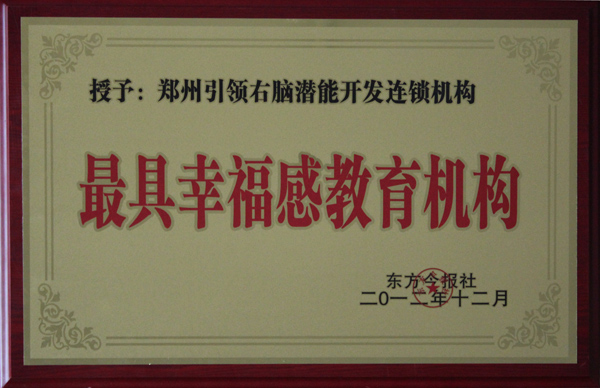 授予：郑州引领右脑潜能开发连锁机构
最具幸福感教育机构
东方今报社
二〇一二年十二月